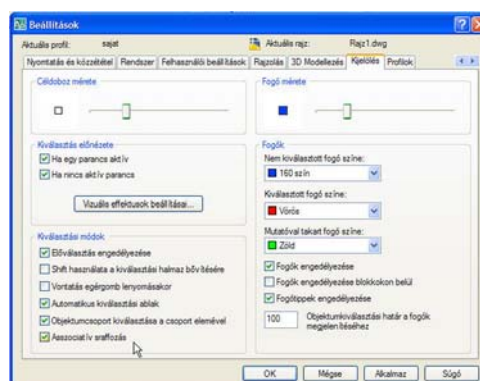 Beállítások
Aktuális profil: sajat Aktuális rajz: Rajz1.dwg
Nyomtatás és közzététel Rendszer Felhasználói beállítások Rajzolás 3D Modellezés Kijelölés Profilok
Céldoboz mérete
Fogó mérete
Kiválasztás előnézete
Ha egy parancs aktív
Ha nincs aktív parancs
Vizuális effektusok beállításai...
Kiválasztási módok
Előválasztás engedélyezése
Shift használata a kiválasztási halmaz bővítésére
Vontatás egérgomb lenyomásakor
Automatikus kiválasztási ablak
Objektumcsoport kiválasztása a csoport elemével
Asszociatív sraffozás
Fogók
Nem kiválasztott fogó színe:
160 szín
Kiválasztott fogó színe:
Vörös
Mutatóval takart fogó színe:
Zöld
Fogók engedélyezése
Fogók engedélyezése blokkokon belül
Fogótippek engedélyezése
100 Objektumkiválasztási határ a fogók
megjelenítéséhez
OK Mégse Alkalmaz Súgó